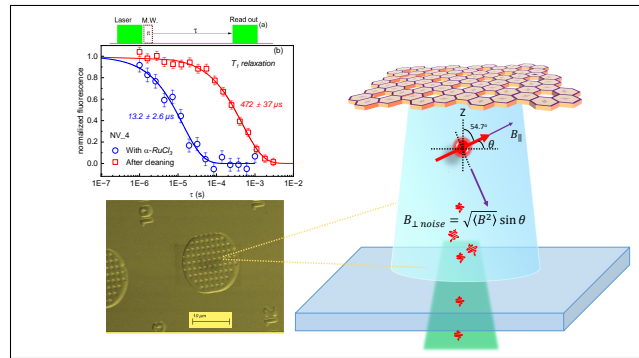 Laser M.W. Read out
π τ (a)
(b)
T₁ relaxation
472 ± 37 μs
13.2 ± 2.6 μs
NV_4
With α-RuCl₃
After cleaning
normalized fluorescence
1.0
0.8
0.6
0.4
0.2
0.0
1E-7 1E-6 1E-5 1E-4 1E-3 1E-2
τ (s)
10 μm
Z
54.7°
θ
B∥
B⊥ noise = √⟨B²⟩ sin θ